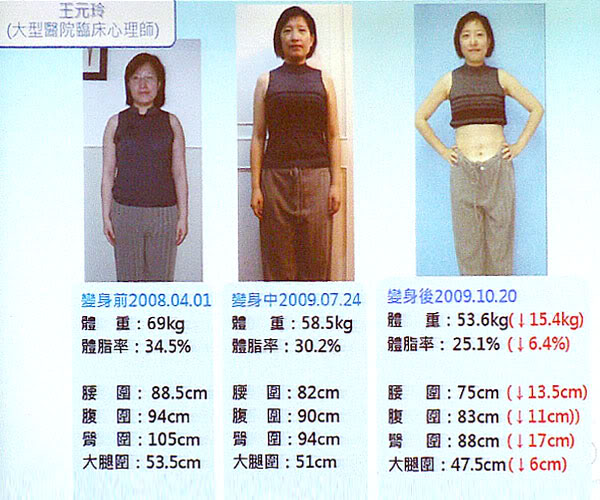 王元玲
(大型醫院臨床心理師)
變身前2008.04.01
體 重：69kg
體脂率：34.5%
腰 圍：88.5cm
腹 圍：94cm
臀 圍：105cm
大腿圍：53.5cm
變身中2009.07.24
體 重：58.5kg
體脂率：30.2%
腰 圍：82cm
腹 圍：90cm
臀 圍：94cm
大腿圍：51cm
變身後2009.10.20
體 重：53.6kg(↓15.4kg)
體脂率：25.1% (↓6.4%)
腰 圍：75cm (↓13.5cm)
腹 圍：83cm (↓11cm))
臀 圍：88cm (↓17cm)
大腿圍：47.5cm(↓6cm)